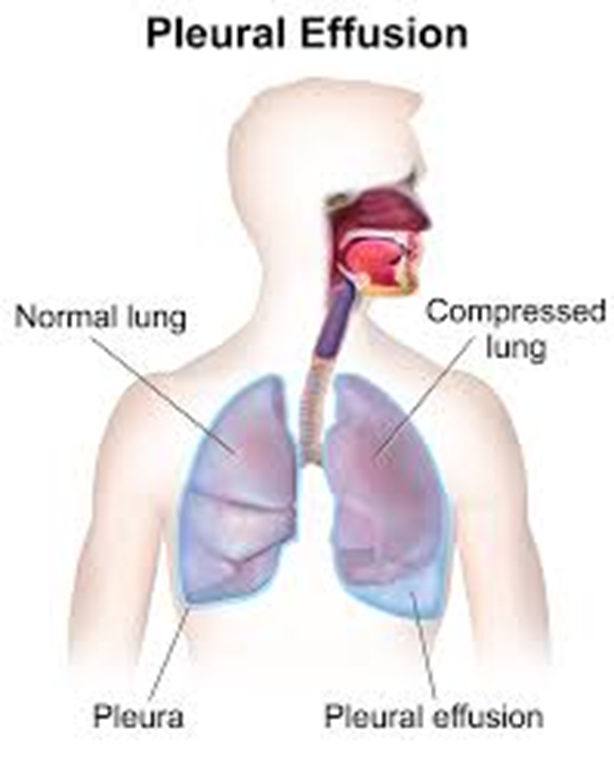 Pleural Effusion
Normal lung
Compressed
lung
Pleura
Pleural effusion